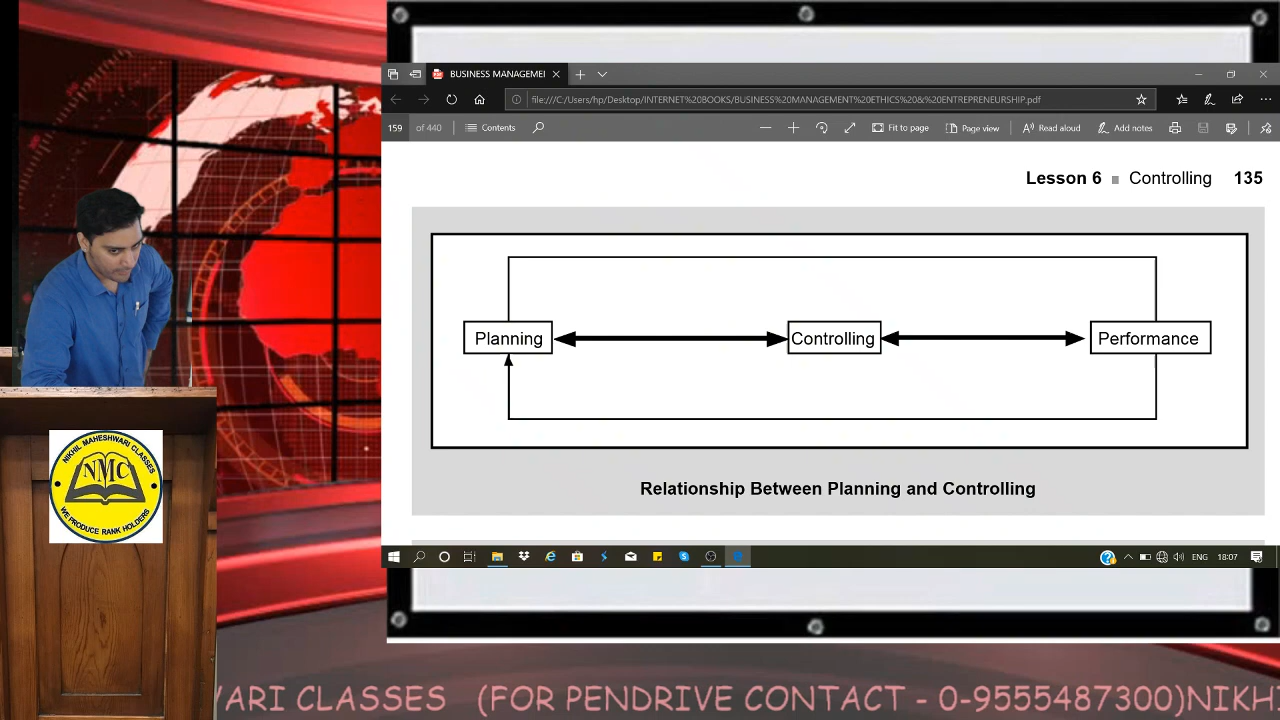 BUSINESS MANAGEMEI
file:///C:/Users/hp/Desktop/INTERNET%20BOOKS/BUSINESS%20MANAGEMENT%20ETHICS%20&%20ENTREPRENEURSHIP.pdf
159 of 440 Contents Fit to page Page view Read aloud Add notes
Lesson 6 ■ Controlling 135
Planning Controlling Performance
Relationship Between Planning and Controlling
ENG 18:07
NIKHIL MAHESHWARI CLASSES
NMC
WE PRODUCE RANK HOLDERS
WARI CLASSES (FOR PENDRIVE CONTACT - 0-9555487300)NIKHI